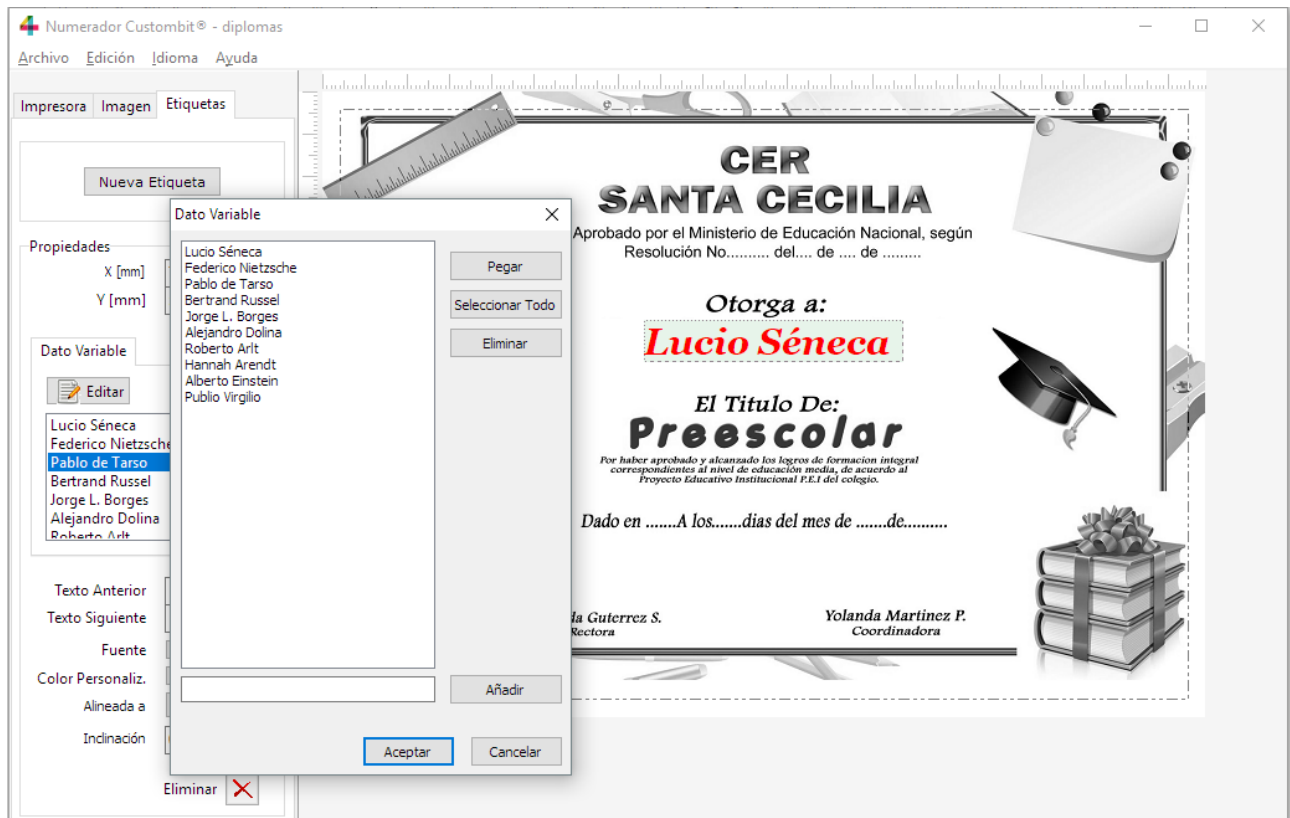 Numerador Custombit® - diplomas
Archivo Edición Idioma Ayuda
Impresora Imagen Etiquetas
Nueva Etiqueta
Propiedades
X [mm]
Y [mm]
Dato Variable
Editar
Lucio Séneca
Federico Nietzsche
Pablo de Tarso
Bertrand Russel
Jorge L. Borges
Alejandro Dolina
Roberto Arlt
Texto Anterior
Texto Siguiente
Fuente
Color Personaliz.
Alineada a
Inclinación
Eliminar
Dato Variable
Lucio Séneca
Federico Nietzsche
Pablo de Tarso
Bertrand Russel
Jorge L. Borges
Alejandro Dolina
Roberto Arlt
Hannah Arendt
Alberto Einstein
Publio Virgilio
Pegar
Seleccionar Todo
Eliminar
Añadir
Aceptar Cancelar
CER
SANTA CECILIA
Aprobado por el Ministerio de Educación Nacional, según
Resolución No.......... del.... de .... de .........
Otorga a:
Lucio Séneca
El Titulo De:
Preescolar
Por haber aprobado y alcanzado los logros de formacion integral
correspondientes al nivel de educación media, de acuerdo al
Proyecto Educativo Institucional P.E.I del colegio.
Dado en .......A los.......dias del mes de .......de..........
da Guterrez S.
Rectora
Yolanda Martinez P.
Coordinadora